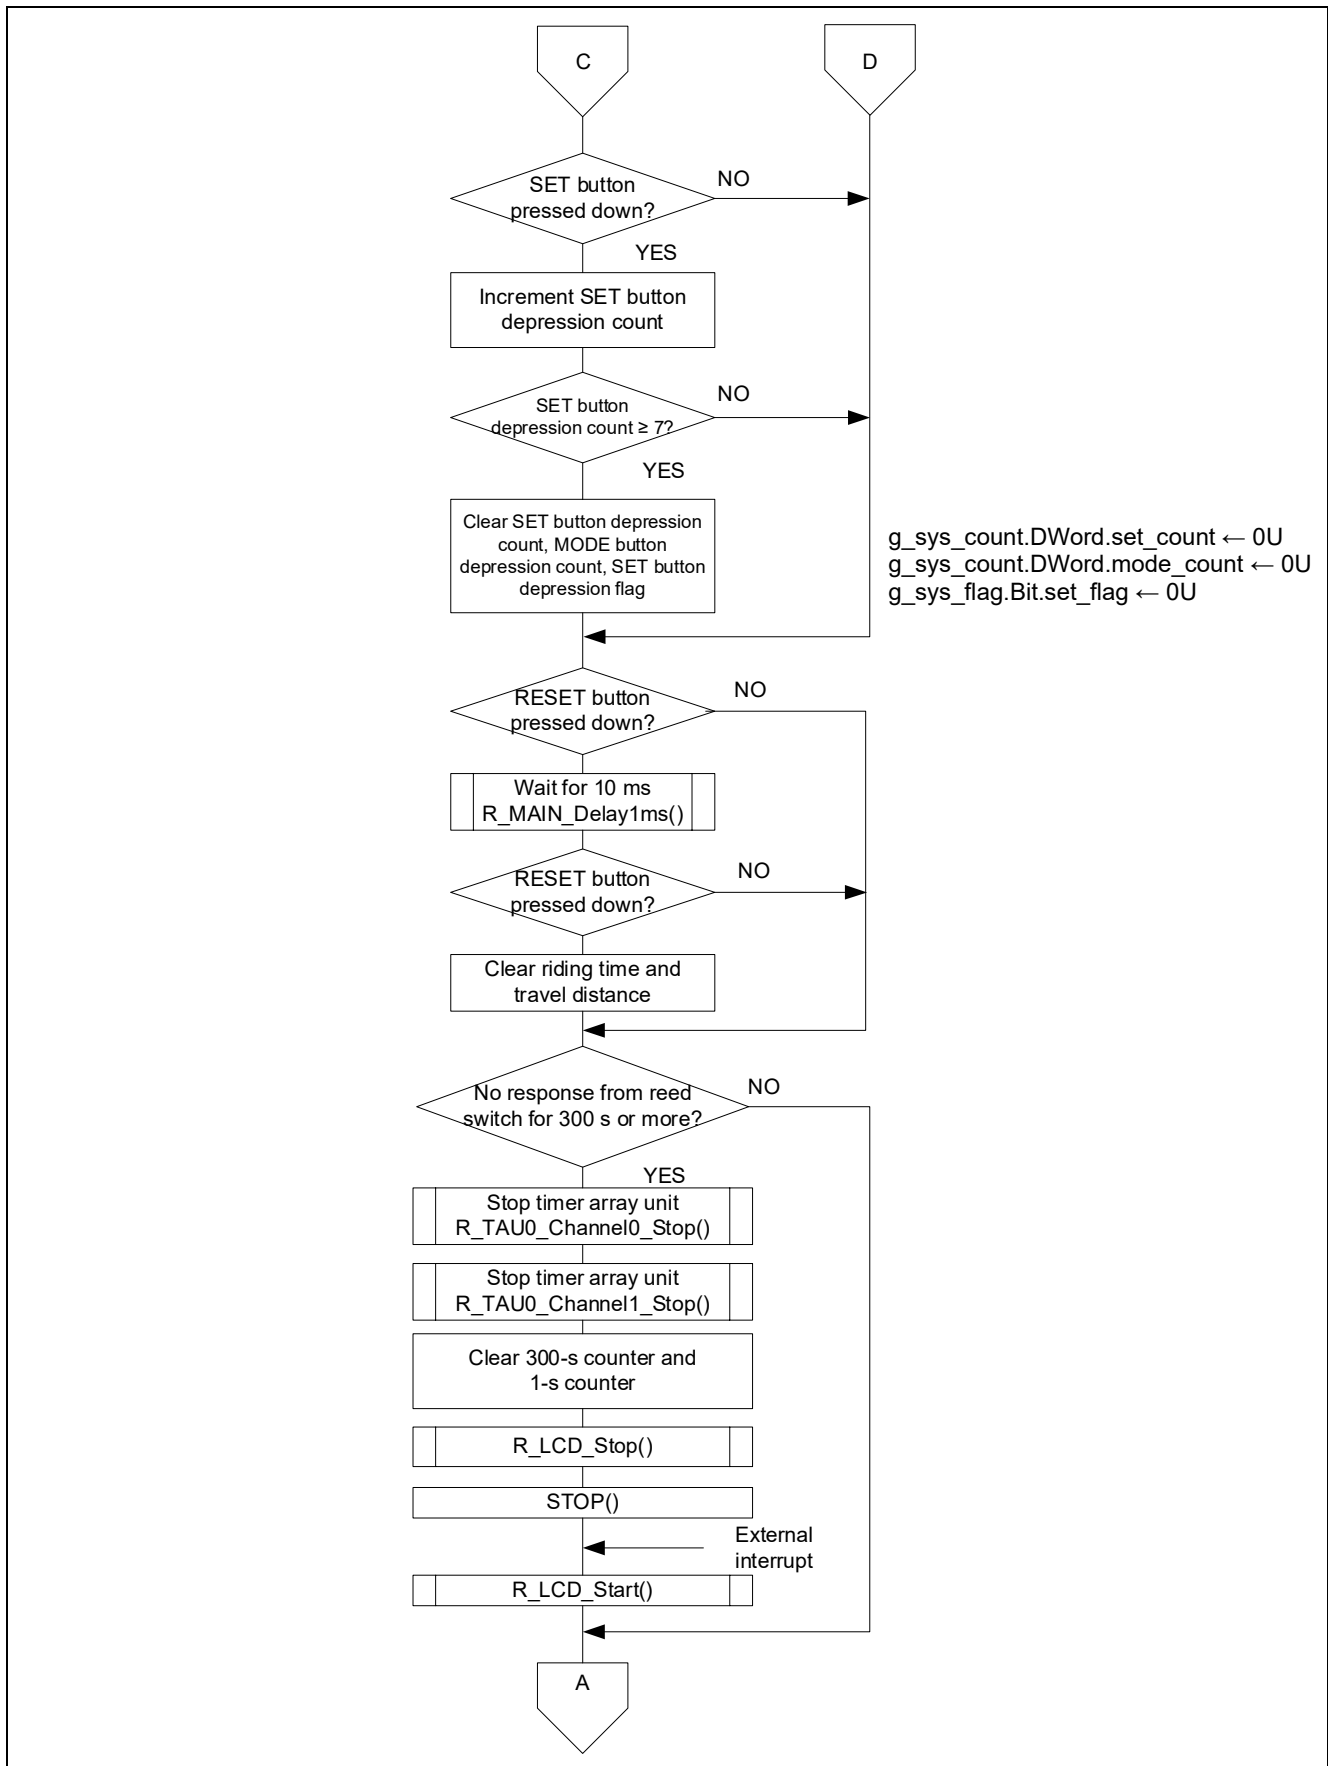 C
D
SET button
pressed down?
NO
YES
Increment SET button
depression count
SET button
depression count ≥ 7?
NO
YES
Clear SET button depression
count, MODE button
depression count, SET button
depression flag
g_sys_count.DWord.set_count ← 0U
g_sys_count.DWord.mode_count ← 0U
g_sys_flag.Bit.set_flag ← 0U
RESET button
pressed down?
NO
Wait for 10 ms
R_MAIN_Delay1ms()
RESET button
pressed down?
NO
Clear riding time and
travel distance
No response from reed
switch for 300 s or more?
NO
YES
Stop timer array unit
R_TAU0_Channel0_Stop()
Stop timer array unit
R_TAU0_Channel1_Stop()
Clear 300-s counter and
1-s counter
R_LCD_Stop()
STOP()
External
interrupt
R_LCD_Start()
A